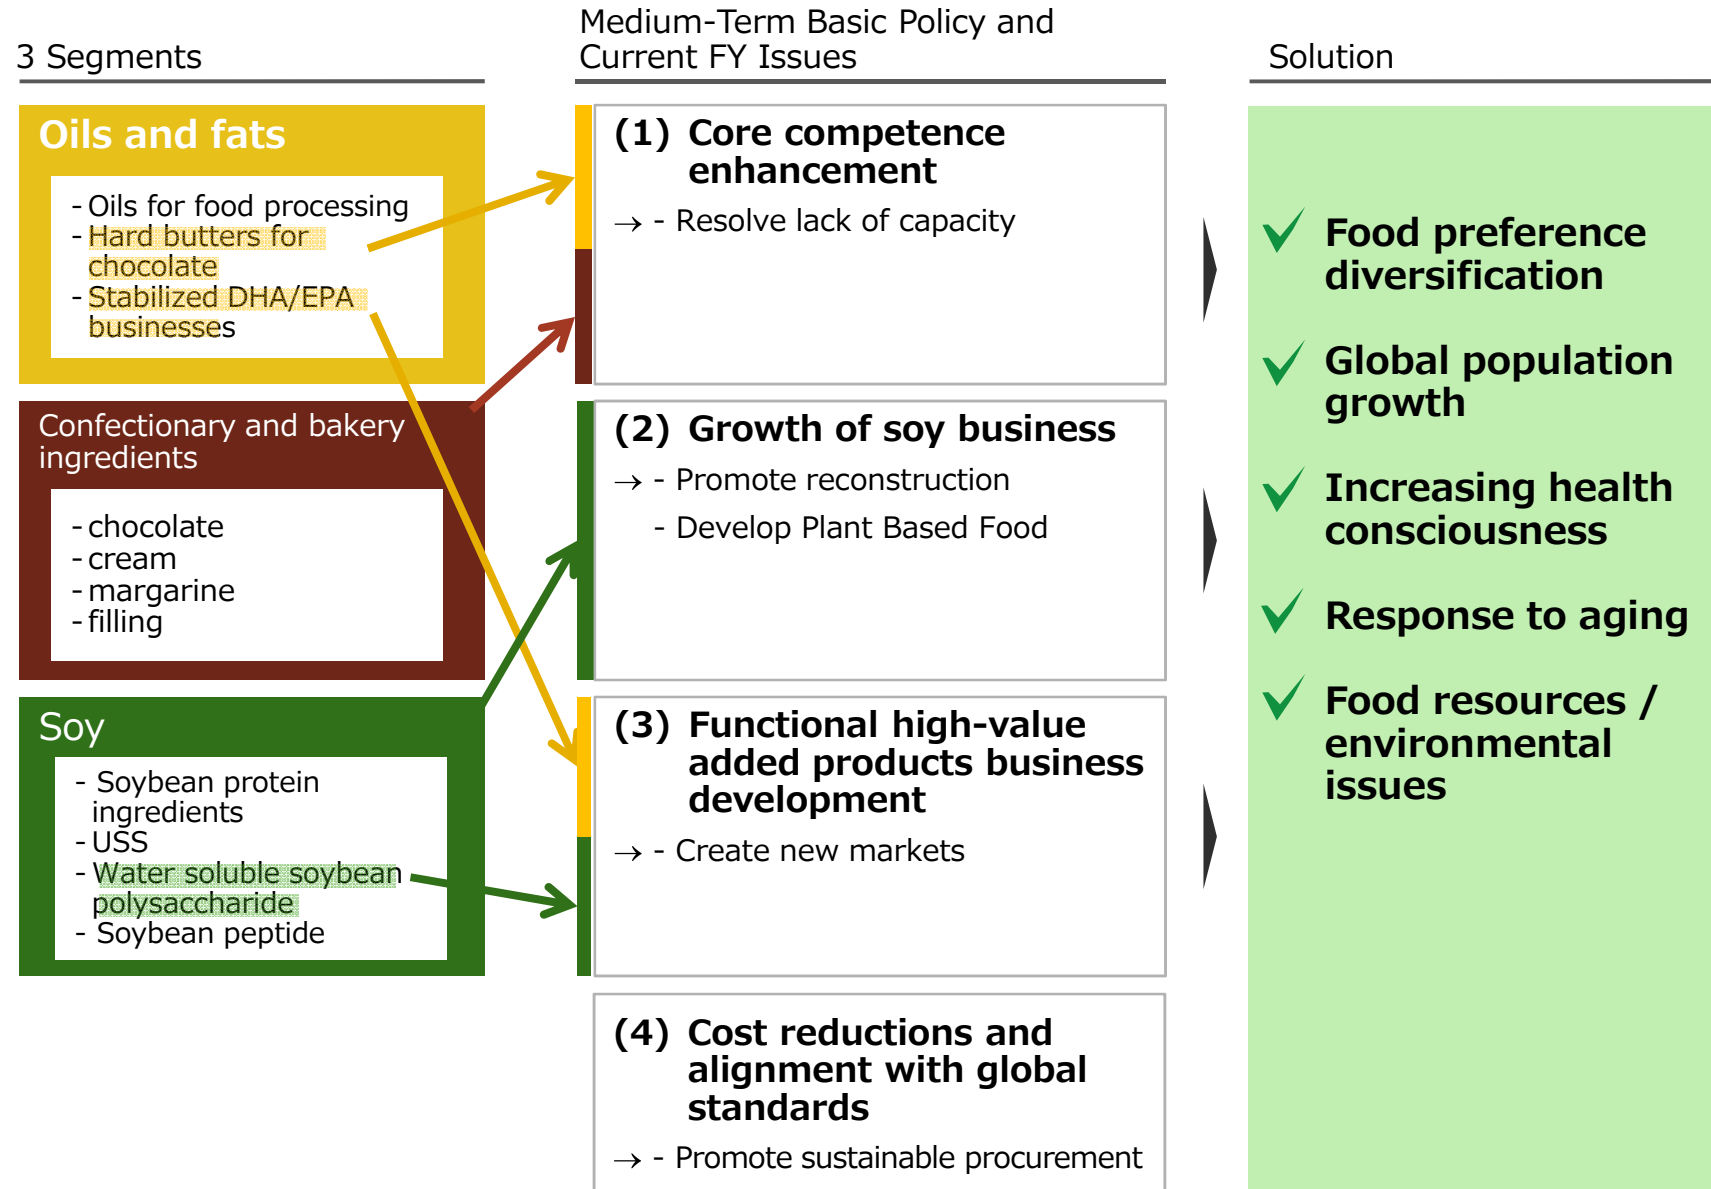 3 Segments
Medium-Term Basic Policy and
Current FY Issues
Solution
Oils and fats
- Oils for food processing
- Hard butters for
chocolate
- Stabilized DHA/EPA
businesses
Confectionary and bakery
ingredients
- chocolate
- cream
- margarine
- filling
Soy
- Soybean protein
ingredients
- USS
- Water soluble soybean
polysaccharide
- Soybean peptide
(1) Core competence
enhancement
→ - Resolve lack of capacity
(2) Growth of soy business
→ - Promote reconstruction
- Develop Plant Based Food
(3) Functional high-value
added products business
development
→ - Create new markets
(4) Cost reductions and
alignment with global
standards
→ - Promote sustainable procurement
Food preference
diversification
Global population
growth
Increasing health
consciousness
Response to aging
Food resources /
environmental
issues